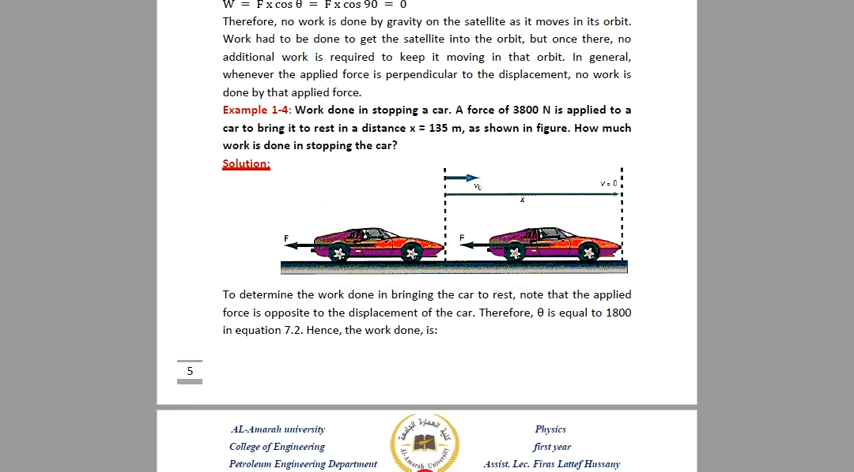 W = F x cos θ = F x cos 90 = 0
Therefore, no work is done by gravity on the satellite as it moves in its orbit.
Work had to be done to get the satellite into the orbit, but once there, no
additional work is required to keep it moving in that orbit. In general,
whenever the applied force is perpendicular to the displacement, no work is
done by that applied force.
Example 1-4: Work done in stopping a car. A force of 3800 N is applied to a
car to bring it to rest in a distance x = 135 m, as shown in figure. How much
work is done in stopping the car?
Solution:
v₀
v = 0
x
F
F
To determine the work done in bringing the car to rest, note that the applied
force is opposite to the displacement of the car. Therefore, θ is equal to 1800
in equation 7.2. Hence, the work done, is:
5
AL-Amarah university
College of Engineering
Petroleum Engineering Department
Physics
first year
Assist. Lec. Firas Lattef Hussany